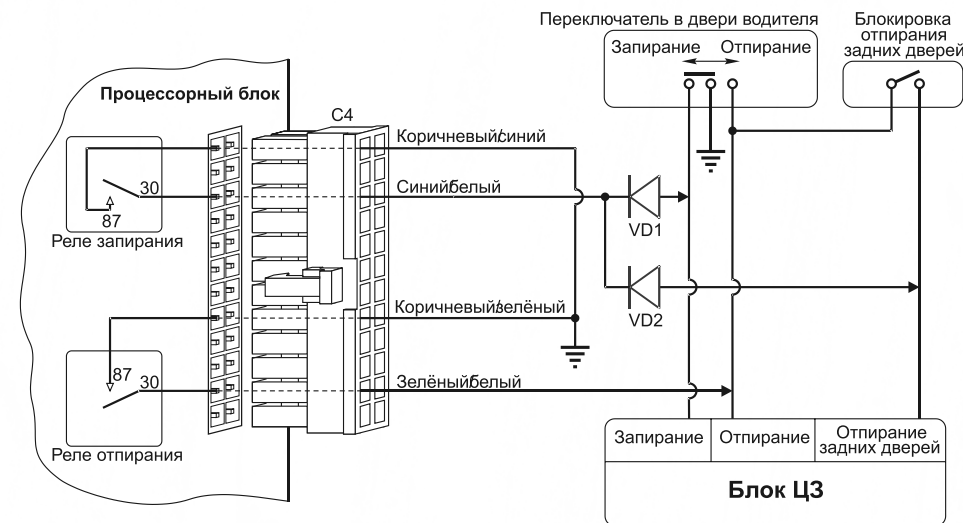 Переключатель в двери водителя
Запирание Отпирание
Блокировка
отпирания
задних дверей
Процессорный блок
C4
Коричневый/синий
30
87
Реле запирания
Синий/белый
VD1
VD2
Коричневый/зелёный
87
30
Реле отпирания
Зелёный/белый
Запирание
Отпирание
Отпирание
задних дверей
Блок ЦЗ